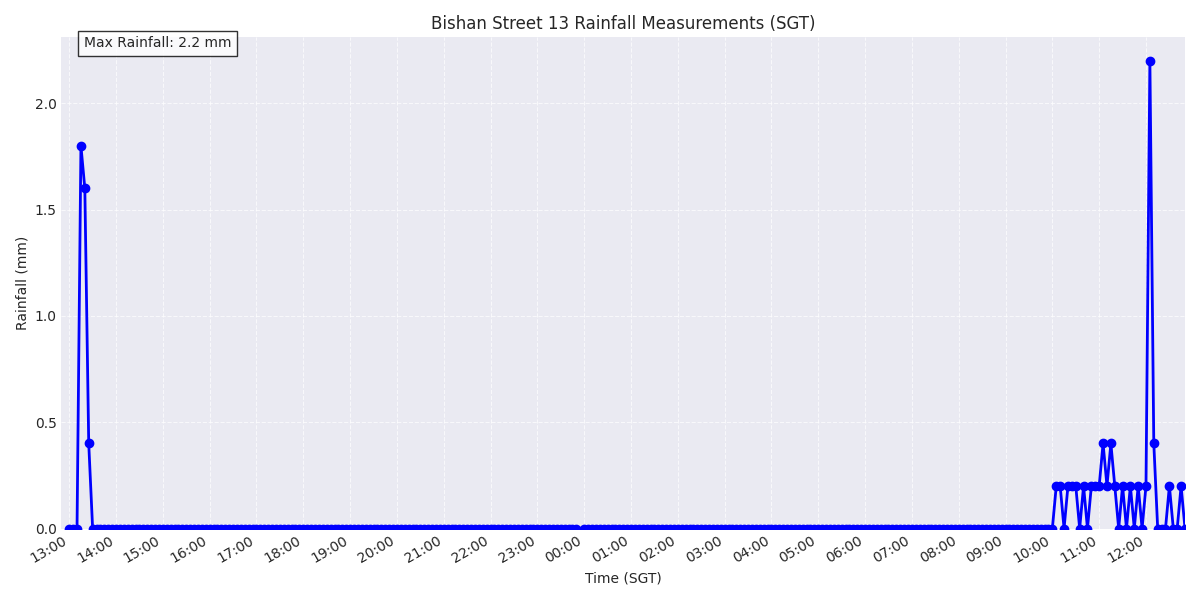 Bishan Street 13 Rainfall Measurements (SGT)
Max Rainfall: 2.2 mm
Rainfall (mm)
2.0
1.5
1.0
0.5
0.0
13:00 14:00 15:00 16:00 17:00 18:00 19:00 20:00 21:00 22:00 23:00 00:00 01:00 02:00 03:00 04:00 05:00 06:00 07:00 08:00 09:00 10:00 11:00 12:00
Time (SGT)